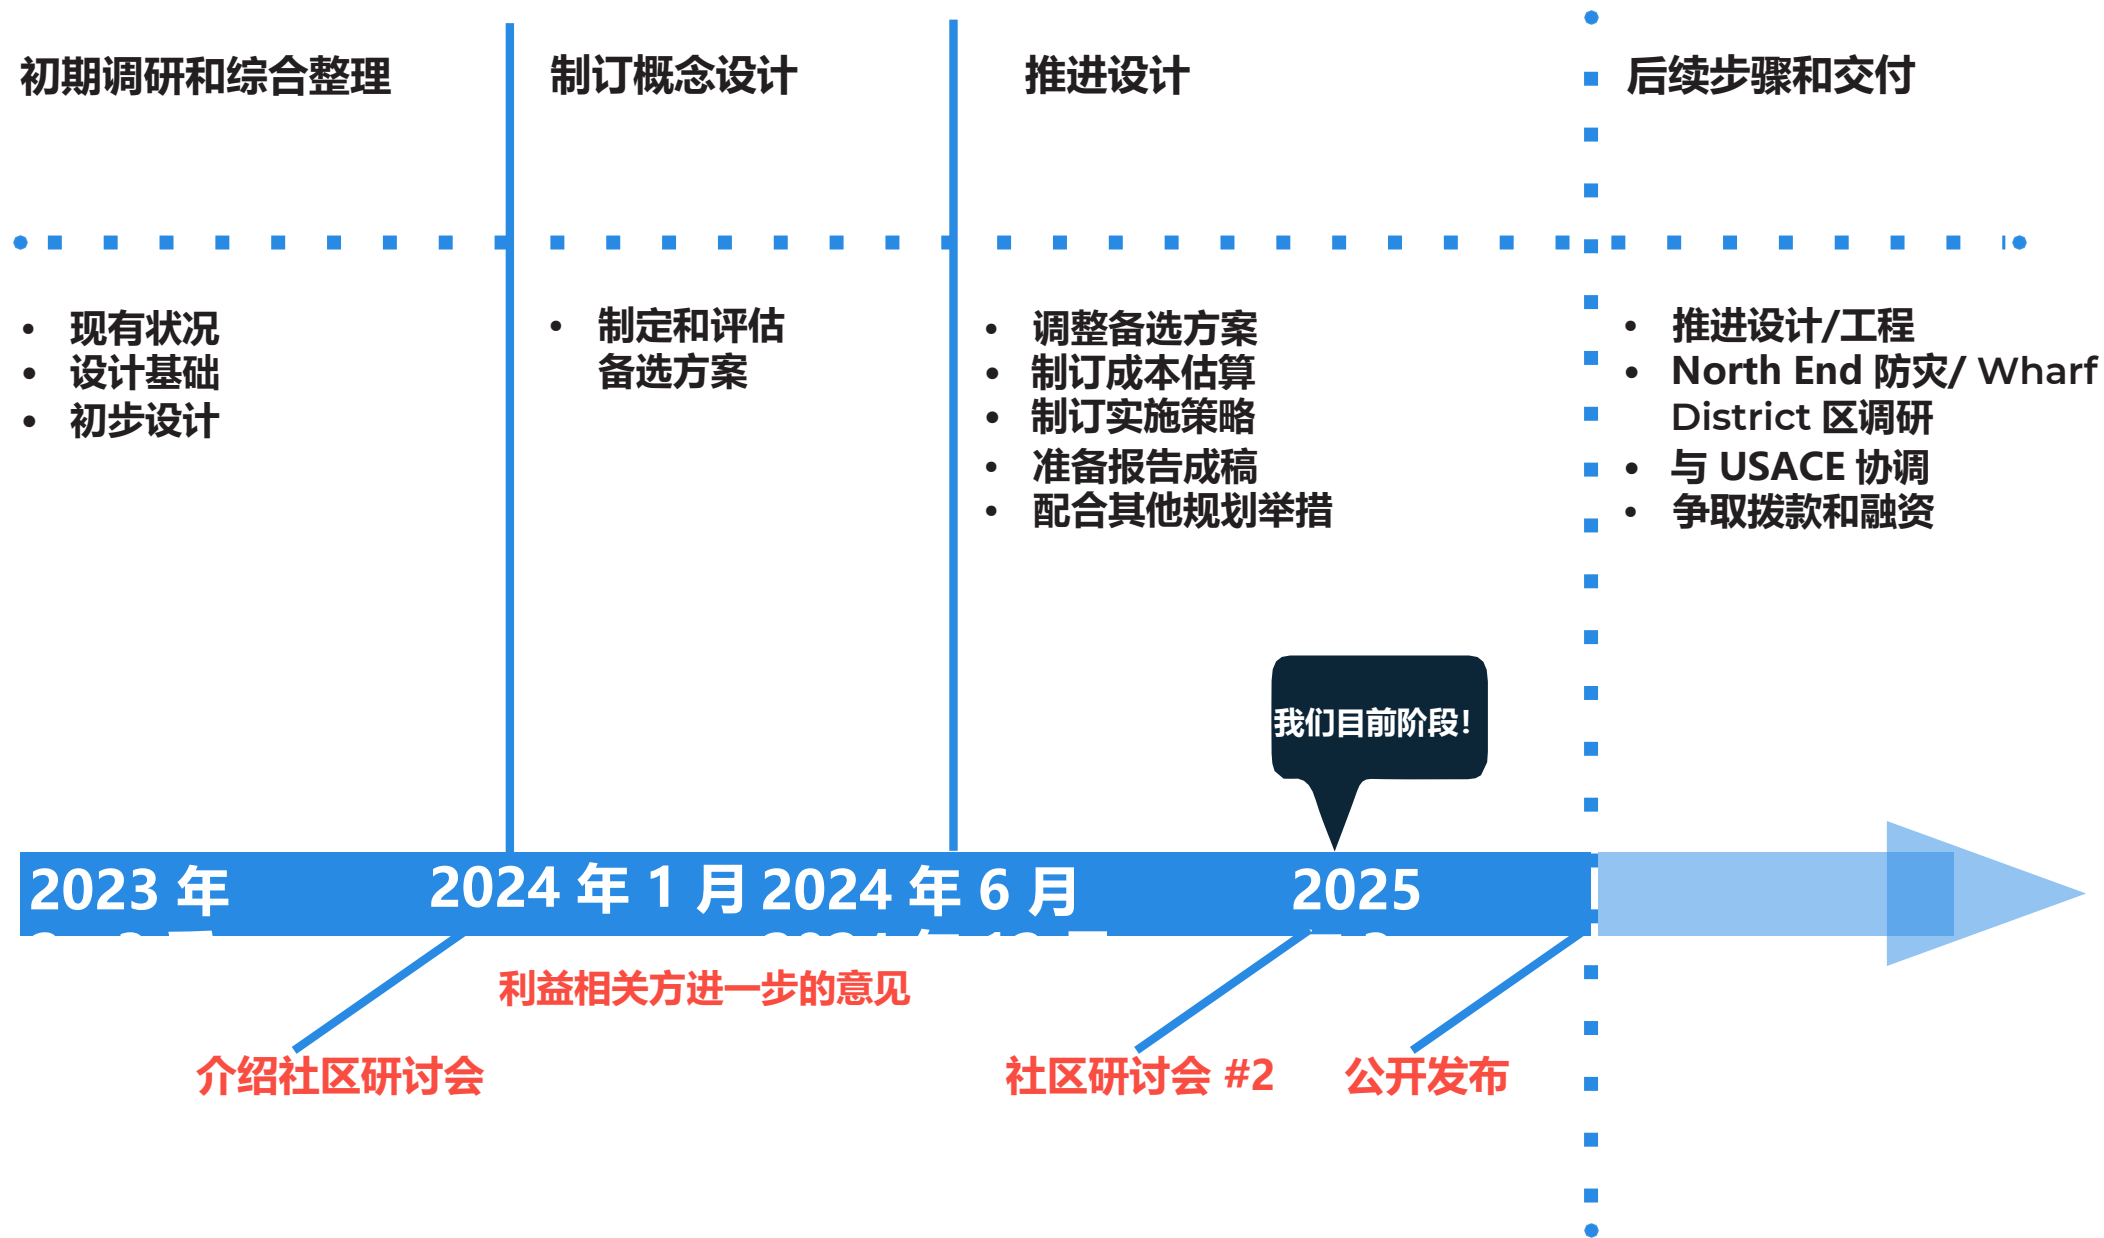 初期调研和综合整理
制订概念设计
推进设计
后续步骤和交付
• 现有状况
• 设计基础
• 初步设计
• 制定和评估
备选方案
• 调整备选方案
• 制订成本估算
• 制订实施策略
• 准备报告成稿
• 配合其他规划举措
• 推进设计/工程
• North End 防灾/ Wharf
District 区调研
• 与 USACE 协调
• 争取拨款和融资
我们目前阶段！
2023 年
2024 年 1 月
2024 年 6 月
2025
利益相关方进一步的意见
介绍社区研讨会
社区研讨会 #2
公开发布